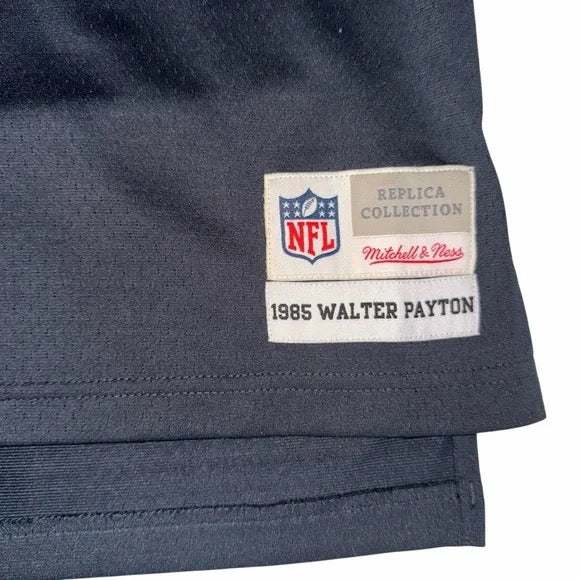 NFL
REPLICA
COLLECTION
Mitchell & Ness
1985 WALTER PAYTON